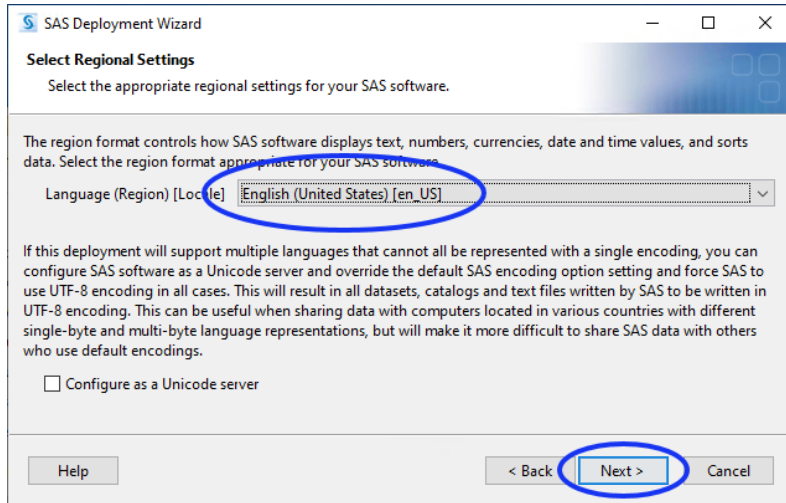 SAS Deployment Wizard
Select Regional Settings
Select the appropriate regional settings for your SAS software.
The region format controls how SAS software displays text, numbers, currencies, date and time values, and sorts
data. Select the region format appropriate for your SAS software.
Language (Region) [Locale] English (United States) [en_US]
If this deployment will support multiple languages that cannot all be represented with a single encoding, you can
configure SAS software as a Unicode server and override the default SAS encoding option setting and force SAS to
use UTF-8 encoding in all cases. This will result in all datasets, catalogs and text files written by SAS to be written in
UTF-8 encoding. This can be useful when sharing data with computers located in various countries with different
single-byte and multi-byte language representations, but will make it more difficult to share SAS data with others
who use default encodings.
Configure as a Unicode server
Help < Back Next > Cancel